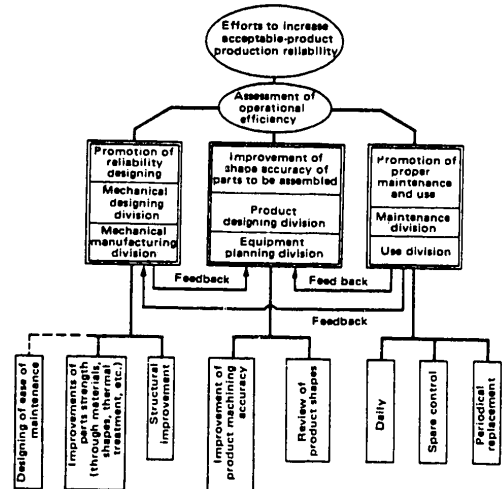 Efforts to increase
acceptable-product
production reliability
Assessment of
operational
efficiency
Promotion of
reliability
designing
Mechanical
designing
division
Mechanical
manufacturing
division
Improvement of
shape accuracy of
parts to be assembled
Product
designing division
Equipment
planning division
Promotion of
proper
maintenance
and use
Maintenance
division
Use division
Feedback
Feed back
Feedback
Designing of ease of
maintenance
Improvements of
parts strength
(through materials,
shapes, thermal
treatment, etc.)
Structural
improvement
Improvement of
product machining
accuracy
Review of
product shapes
Daily
Spare control
Periodical
replacement